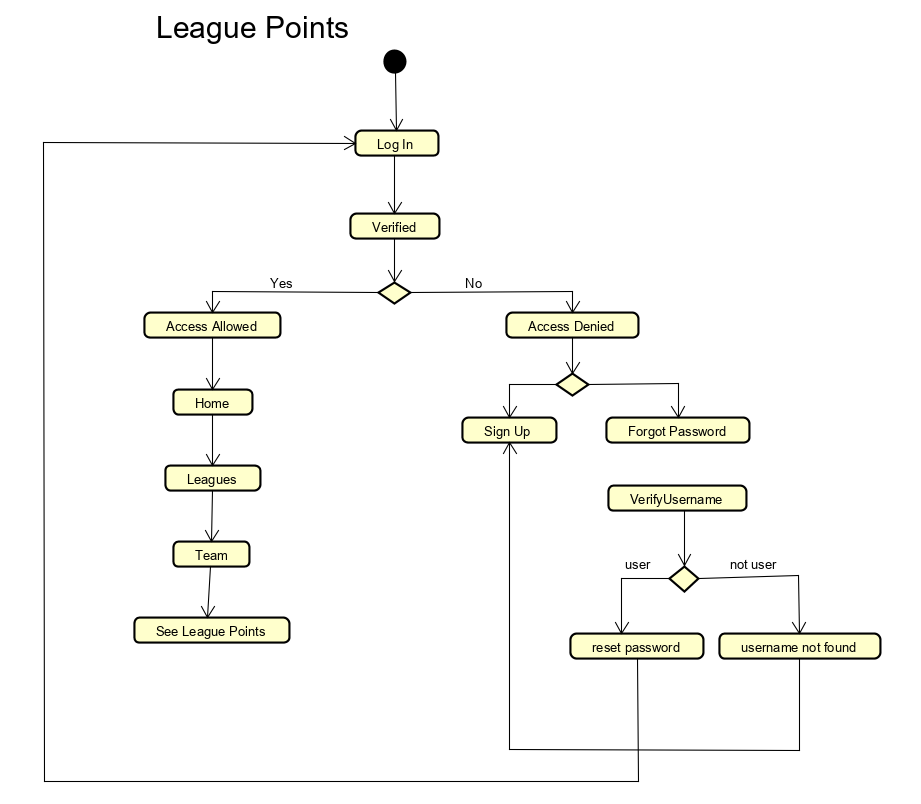 League Points
Log In
Verified
Yes
No
Access Allowed
Access Denied
Home
Sign Up
Forgot Password
Leagues
VerifyUsername
Team
user
not user
See League Points
reset password
username not found